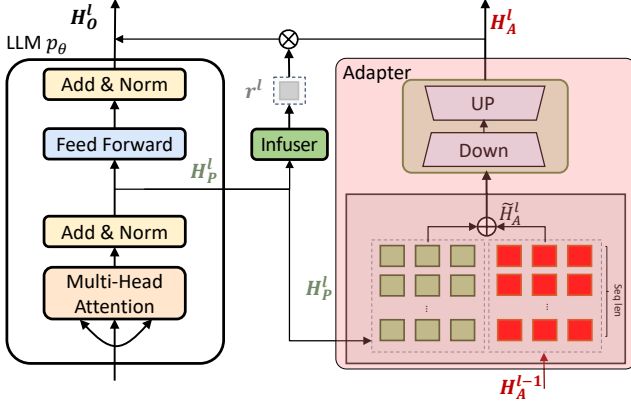 H_O^l
H_A^l
LLM p_θ
Add & Norm
Feed Forward
H_P^l
Add & Norm
Multi-Head
Attention
r^l
Infuser
Adapter
UP
Down
H̃_A^l
H_P^l
...
...
Seq len
H_A^{l-1}